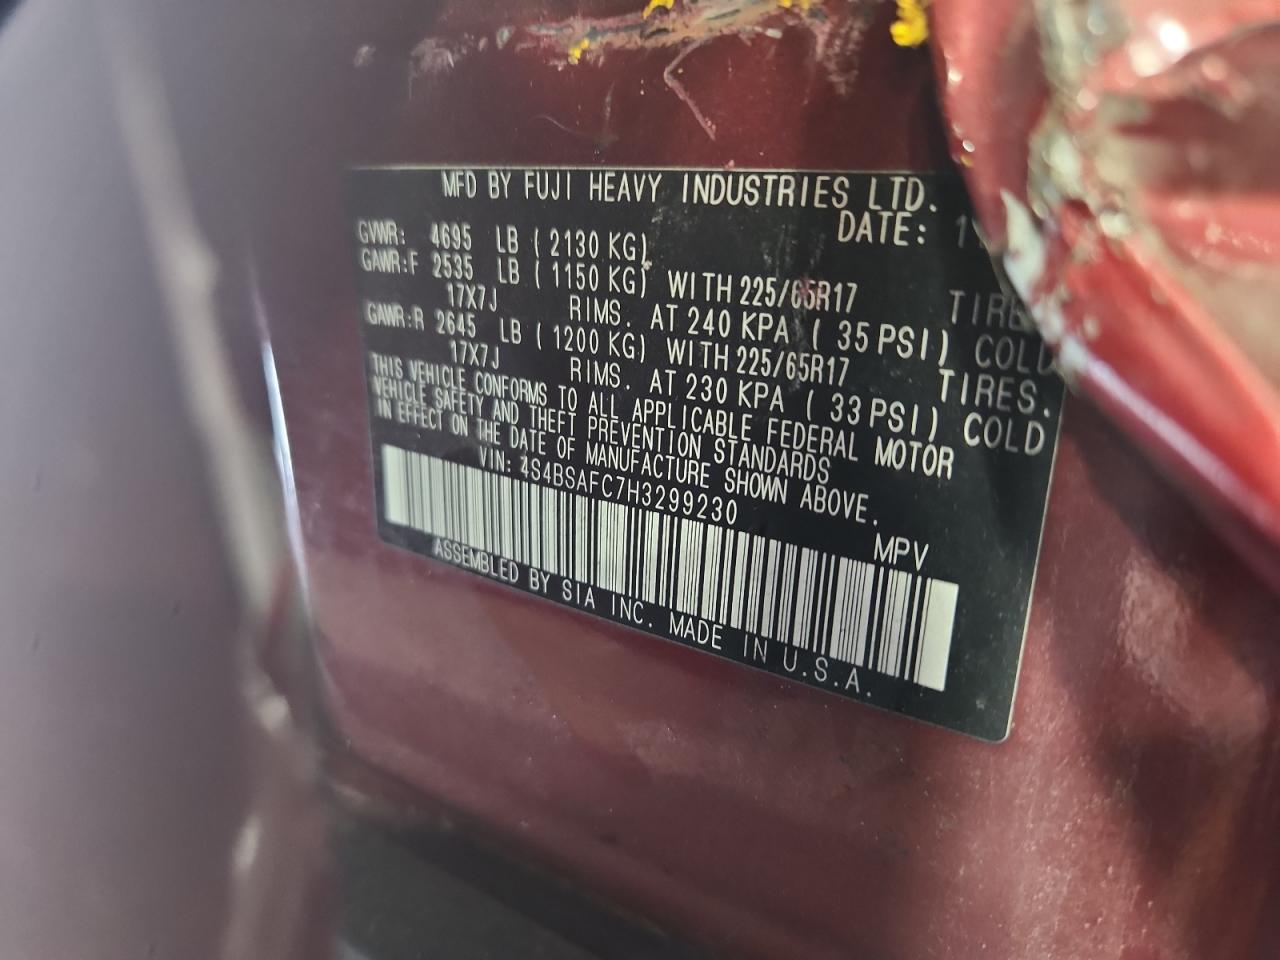 MFD BY FUJI HEAVY INDUSTRIES LTD.
DATE:
GVWR: 4695 LB (2130 KG)
GAWR:F 2535 LB (1150 KG) WITH 225/65R17
17X7J RIMS. AT 240 KPA (35 PSI) COLD
GAWR:R 2645 LB (1200 KG) WITH 225/65R17 TIRES.
17X7J RIMS. AT 230 KPA (33 PSI) COLD
THIS VEHICLE CONFORMS TO ALL APPLICABLE FEDERAL MOTOR
VEHICLE SAFETY AND THEFT PREVENTION STANDARDS
IN EFFECT ON THE DATE OF MANUFACTURE SHOWN ABOVE.
VIN: 4S4BSAFC7H3299230
MPV
ASSEMBLED BY SIA INC. MADE IN U.S.A.